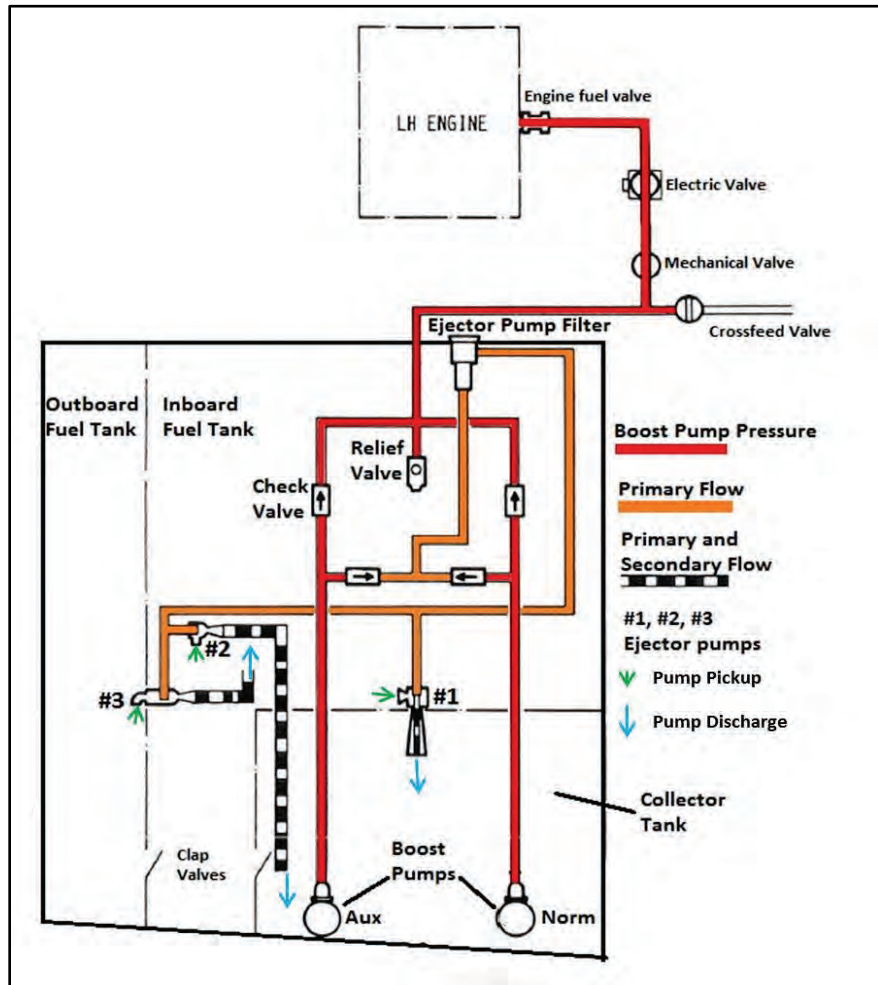 Engine fuel valve
LH ENGINE
Electric Valve
Mechanical Valve
Crossfeed Valve
Ejector Pump Filter
Outboard
Fuel Tank
Inboard
Fuel Tank
Relief
Valve
Check
Valve
Boost Pump Pressure
Primary Flow
Primary and
Secondary Flow
#1, #2, #3
Ejector pumps
Pump Pickup
Pump Discharge
#2
#3
#1
Collector
Tank
Clap
Valves
Boost
Pumps
Aux
Norm